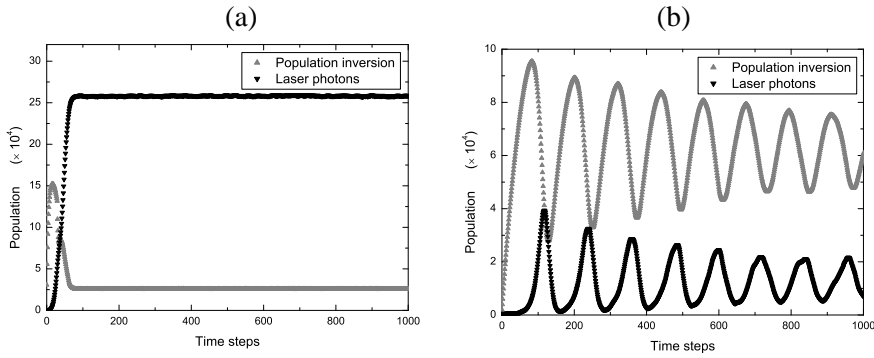 (a)
Population (× 10⁴)
30
25
20
15
10
5
0
Population inversion
Laser photons
0 200 400 600 800 1000
Time steps
(b)
Population (× 10⁴)
10
8
6
4
2
0
Population inversion
Laser photons
0 200 400 600 800 1000
Time steps